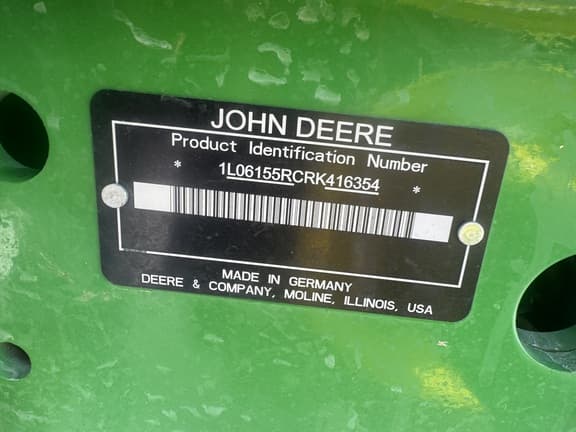 JOHN DEERE
Product Identification Number
* 1L06155RCRK416354 *
MADE IN GERMANY
DEERE & COMPANY, MOLINE, ILLINOIS, USA